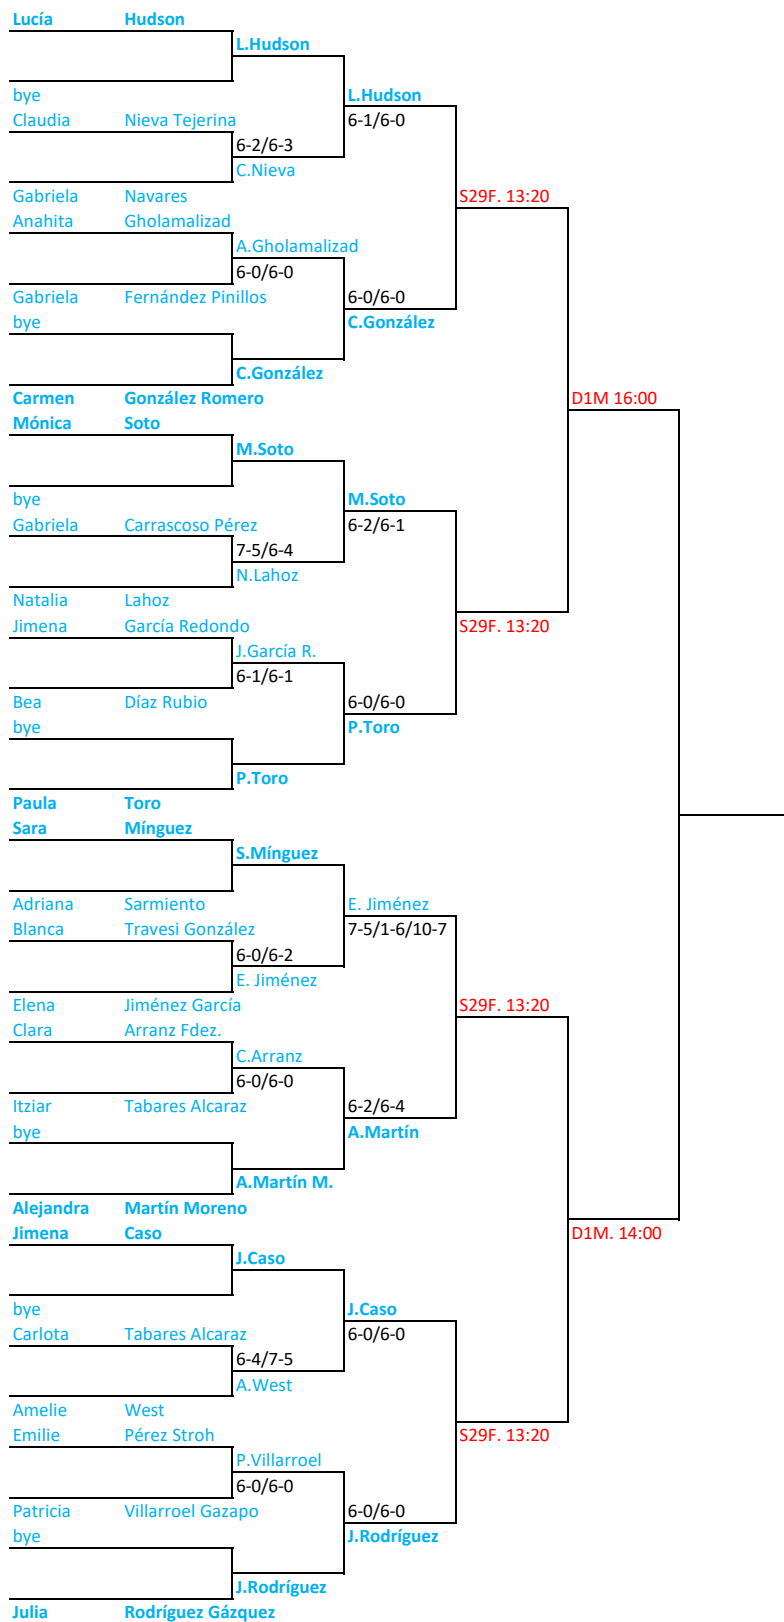 Lucía Hudson
L.Hudson
bye
L.Hudson
Claudia Nieva Tejerina
6-1/6-0
6-2/6-3
C.Nieva
Gabriela Navares
S29F. 13:20
Anahita Gholamalizad
A.Gholamalizad
6-0/6-0
Gabriela Fernández Pinillos
6-0/6-0
bye
C.González
C.González
Carmen González Romero
D1M 16:00
Mónica Soto
M.Soto
bye
M.Soto
Gabriela Carrascoso Pérez
6-2/6-1
7-5/6-4
N.Lahoz
Natalia Lahoz
Jimena García Redondo
S29F. 13:20
J.García R.
6-1/6-1
Bea Díaz Rubio
6-0/6-0
bye
P.Toro
P.Toro
Paula Toro
Sara Mínguez
S.Mínguez
Adriana Sarmiento
E. Jiménez
Blanca Travesi González
7-5/1-6/10-7
6-0/6-2
E. Jiménez
Elena Jiménez García
S29F. 13:20
Clara Arranz Fdez.
C.Arranz
6-0/6-0
Itziar Tabares Alcaraz
6-2/6-4
bye
A.Martín
A.Martín M.
Alejandra Martín Moreno
Jimena Caso
D1M. 14:00
J.Caso
bye
J.Caso
Carlota Tabares Alcaraz
6-0/6-0
6-4/7-5
A.West
Amelie West
Emilie Pérez Stroh
S29F. 13:20
P.Villarroel
6-0/6-0
Patricia Villarroel Gazapo
6-0/6-0
bye
J.Rodríguez
J.Rodríguez
Julia Rodríguez Gázquez